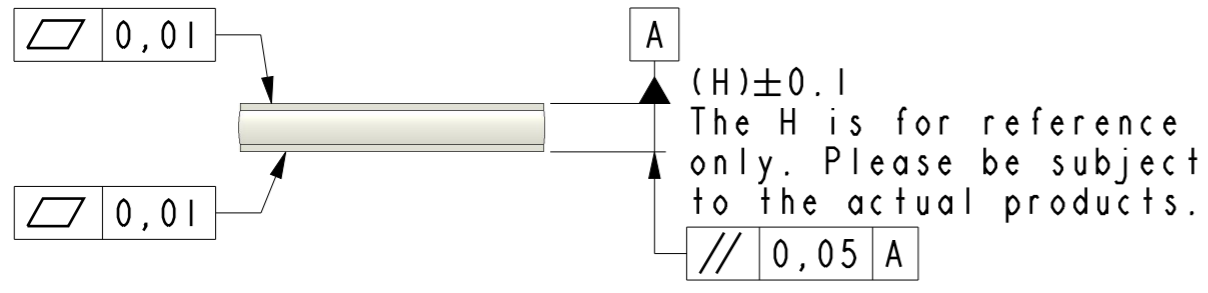 0,01
A
(H)±0.1
The H is for reference
only. Please be subject
to the actual products.
0,01
// 0,05 A